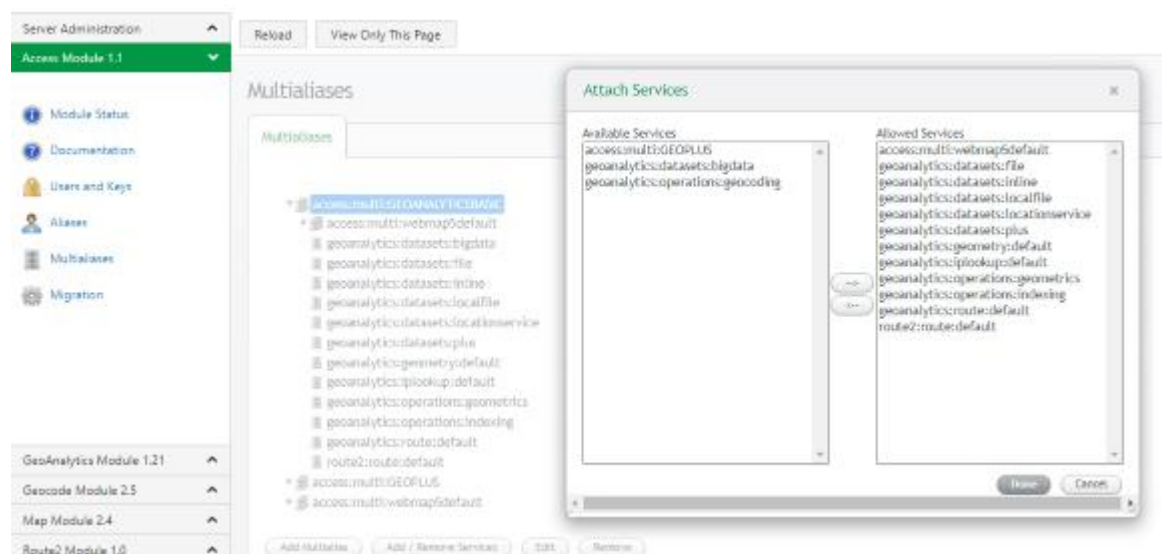 Server Administration
Access Module 1.1
Module Status
Documentation
Users and Keys
Aliases
Multialiases
Migration
GeoAnalytics Module 1.21
Geocode Module 2.5
Map Module 2.4
Route2 Module 1.0
Reload
View Only This Page
Multialiases
Multialiases
access:multi:GEOANALYTICSBASIC
access:multi:webmap5default
geoanalytics:datasets:bigdata
geoanalytics:datasets:file
geoanalytics:datasets:inline
geoanalytics:datasets:localfile
geoanalytics:datasets:locationservice
geoanalytics:datasets:plus
geoanalytics:geometry:default
geoanalytics:iplookup:default
geoanalytics:operations:geometrics
geoanalytics:operations:indexing
geoanalytics:route:default
route2:route:default
access:multi:GEOPLUS
access:multi:webmap5default
Add Multialias
Add / Remove Services
Edit
Remove
Attach Services
×
Available Services
access:multi:GEOPLUS
geoanalytics:datasets:bigdata
geoanalytics:operations:geocoding
-->
<--
Allowed Services
access:multi:webmap5default
geoanalytics:datasets:file
geoanalytics:datasets:inline
geoanalytics:datasets:localfile
geoanalytics:datasets:locationservice
geoanalytics:datasets:plus
geoanalytics:geometry:default
geoanalytics:iplookup:default
geoanalytics:operations:geometrics
geoanalytics:operations:indexing
geoanalytics:route:default
route2:route:default
Done
Cancel